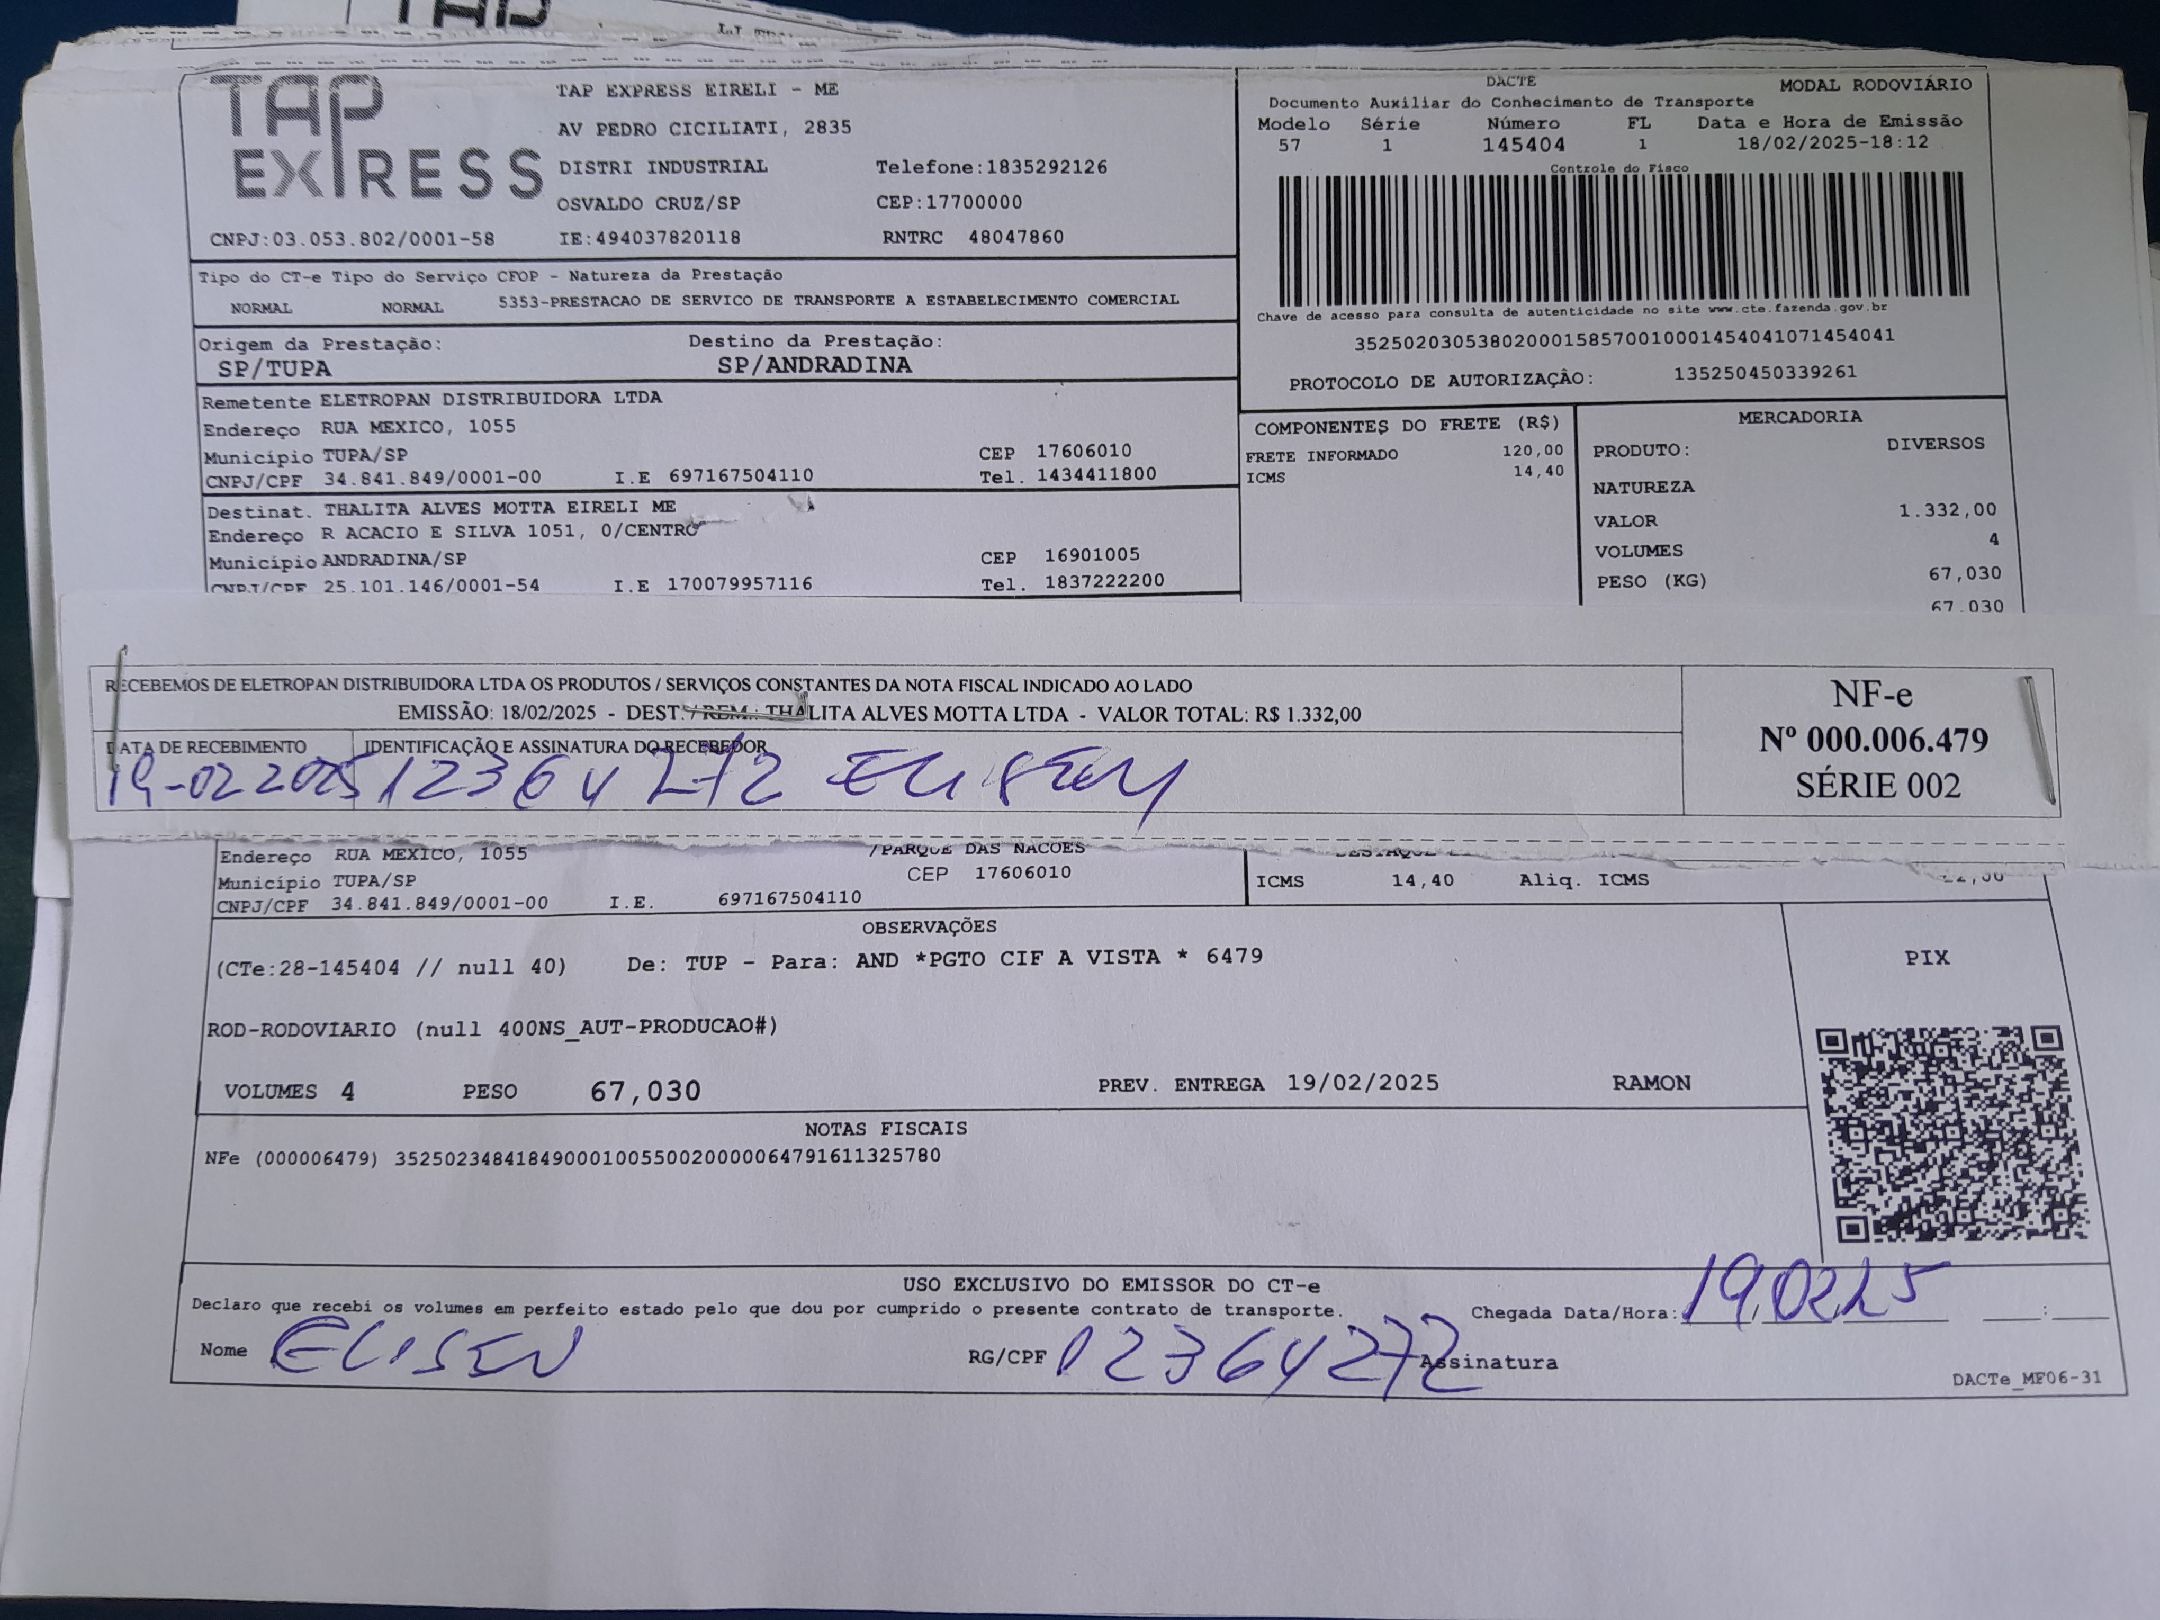 TAP
TAP EXPRESS
TAP EXPRESS EIRELI - ME
AV PEDRO CICILIATI, 2835
DISTRI INDUSTRIAL Telefone:1835292126
OSVALDO CRUZ/SP CEP:17700000
CNPJ:03.053.802/0001-58 IE:494037820118 RNTRC 48047860
DACTE MODAL RODOVIÁRIO
Documento Auxiliar do Conhecimento de Transporte
Modelo Série Número FL Data e Hora de Emissão
57 1 145404 1 18/02/2025-18:12
Controle do Fisco
Chave de acesso para consulta de autenticidade no site www.cte.fazenda.gov.br
35250203053802000158570010001454041071454041
PROTOCOLO DE AUTORIZAÇÃO: 135250450339261
Tipo do CT-e Tipo do Serviço CFOP - Natureza da Prestação
NORMAL NORMAL 5353-PRESTACAO DE SERVICO DE TRANSPORTE A ESTABELECIMENTO COMERCIAL
Origem da Prestação: Destino da Prestação:
SP/TUPA SP/ANDRADINA
Remetente ELETROPAN DISTRIBUIDORA LTDA
Endereço RUA MEXICO, 1055
Município TUPA/SP CEP 17606010
CNPJ/CPF 34.841.849/0001-00 I.E 697167504110 Tel. 1434411800
Destinat. THALITA ALVES MOTTA EIRELI ME
Endereço R ACACIO E SILVA 1051, 0/CENTRO
Município ANDRADINA/SP CEP 16901005
CNPJ/CPF 25.101.146/0001-54 I.E 170079957116 Tel. 1837222200
COMPONENTES DO FRETE (R$)
FRETE INFORMADO 120,00
ICMS 14,40
MERCADORIA
PRODUTO: DIVERSOS
NATUREZA
VALOR 1.332,00
VOLUMES 4
PESO (KG) 67,030
67,030
RECEBEMOS DE ELETROPAN DISTRIBUIDORA LTDA OS PRODUTOS / SERVIÇOS CONSTANTES DA NOTA FISCAL INDICADO AO LADO
EMISSÃO: 18/02/2025 - DEST. / REM.: THALITA ALVES MOTTA LTDA - VALOR TOTAL: R$ 1.332,00
DATA DE RECEBIMENTO IDENTIFICAÇÃO E ASSINATURA DO RECEBEDOR
19-02 2025 12364272 ELISEU
NF-e
Nº 000.006.479
SÉRIE 002
Endereço RUA MEXICO, 1055 /PARQUE DAS NACOES
Município TUPA/SP CEP 17606010
CNPJ/CPF 34.841.849/0001-00 I.E. 697167504110
ICMS 14,40 Aliq. ICMS
OBSERVAÇÕES
(CTe:28-145404 // null 40) De: TUP - Para: AND *PGTO CIF A VISTA * 6479
ROD-RODOVIARIO (null 400NS_AUT-PRODUCAO#)
VOLUMES 4 PESO 67,030 PREV. ENTREGA 19/02/2025 RAMON
PIX
NOTAS FISCAIS
NFe (000006479) 35250234841849000100550020000064791611325780
USO EXCLUSIVO DO EMISSOR DO CT-e
Declaro que recebi os volumes em perfeito estado pelo que dou por cumprido o presente contrato de transporte. Chegada Data/Hora: 19,02 25 :
Nome ELISEU RG/CPF 12364272 Assinatura
DACTe_MF06-31